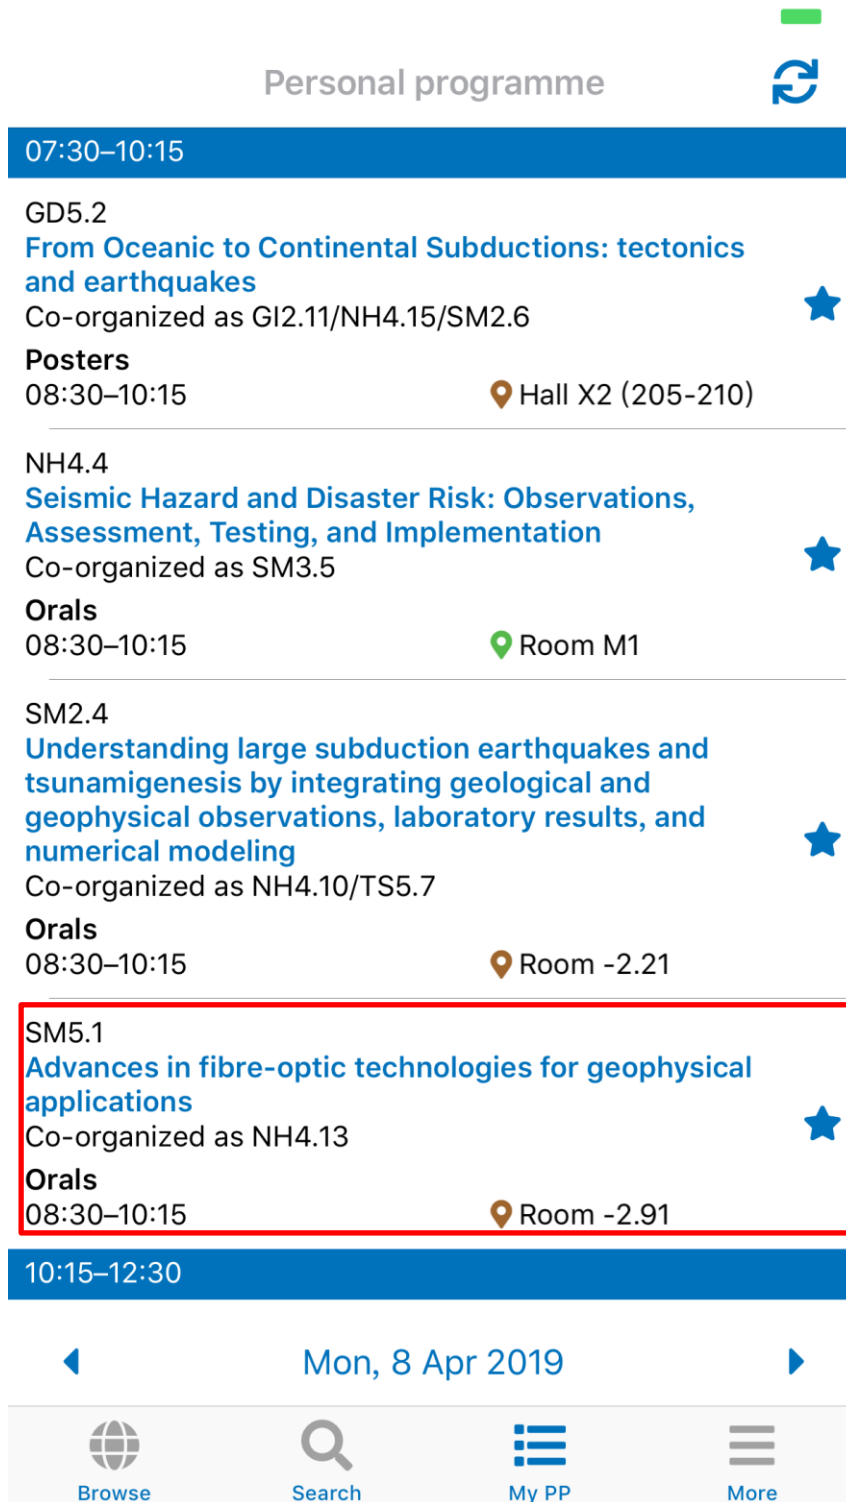 Personal programme
07:30–10:15
GD5.2
From Oceanic to Continental Subductions: tectonics
and earthquakes
Co-organized as GI2.11/NH4.15/SM2.6
Posters
08:30–10:15 Hall X2 (205-210)
NH4.4
Seismic Hazard and Disaster Risk: Observations,
Assessment, Testing, and Implementation
Co-organized as SM3.5
Orals
08:30–10:15 Room M1
SM2.4
Understanding large subduction earthquakes and
tsunamigenesis by integrating geological and
geophysical observations, laboratory results, and
numerical modeling
Co-organized as NH4.10/TS5.7
Orals
08:30–10:15 Room -2.21
SM5.1
Advances in fibre-optic technologies for geophysical
applications
Co-organized as NH4.13
Orals
08:30–10:15 Room -2.91
10:15–12:30
Mon, 8 Apr 2019
Browse Search My PP More